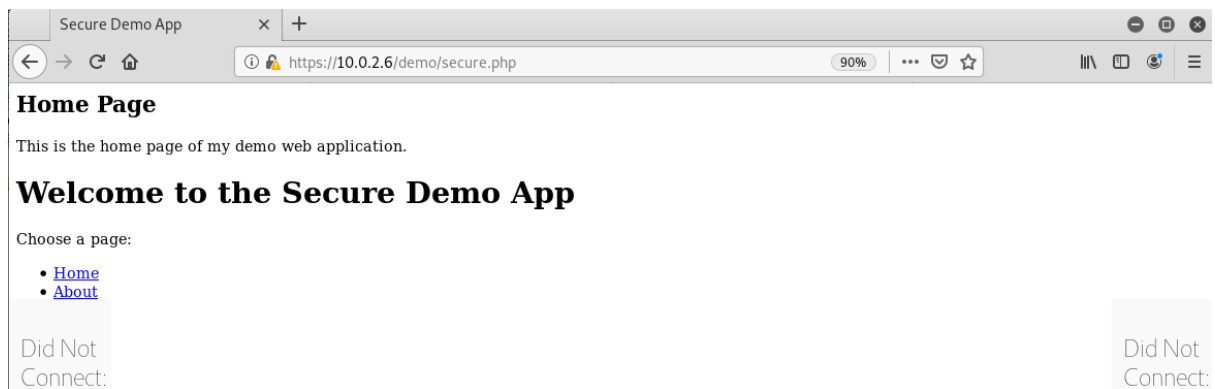 Secure Demo App
https://10.0.2.6/demo/secure.php 90%
Home Page
This is the home page of my demo web application.
Welcome to the Secure Demo App
Choose a page:
Home
About
Did Not
Connect:
Did Not
Connect: